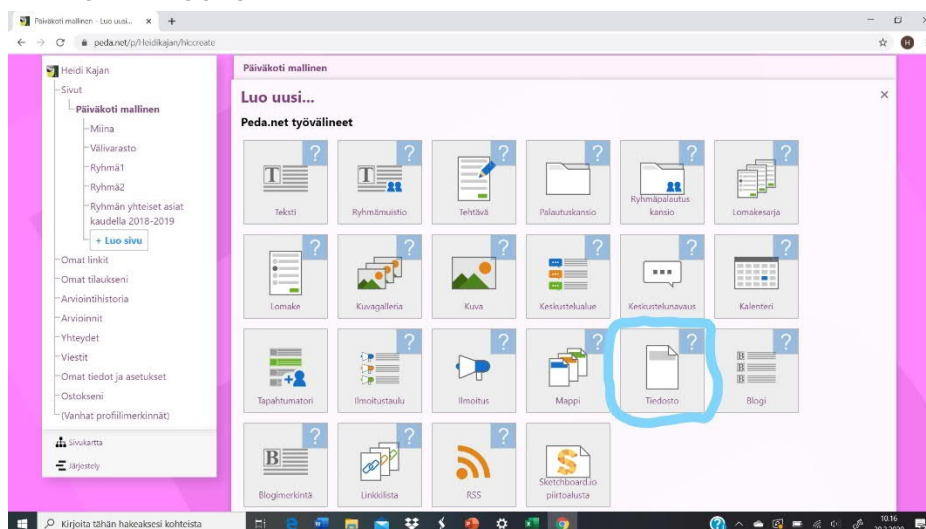 Päiväkoti mallinen - Luo uusi...
peda.net/p/Heidikajan/hiccreate
H
Heidi Kajan
Sivut
Päiväkoti mallinen
Miina
Välivarasto
Ryhmä1
Ryhmä2
Ryhmän yhteiset asiat
kaudella 2018-2019
+ Luo sivu
Omat linkit
Omat tilaukseni
Arviointihistoria
Arvioinnit
Yhteydet
Viestit
Omat tiedot ja asetukset
Ostokseni
(Vanhat profiilimerkinnät)
Sivukartta
Järjestely
Päiväkoti mallinen
Luo uusi...
Peda.net työvälineet
Teksti
Ryhmämuistio
Tehtävä
Palautuskansio
Ryhmäpalautus
kansio
Lomakesarja
Lomake
Kuvagalleria
Kuva
Keskustelualue
Keskustelunavaus
Kalenteri
Tapahtumatori
Ilmoitustaulu
Ilmoitus
Mappi
Tiedosto
Blogi
Blogimerkintä
Linkkilista
RSS
Sketchboard.io
piirtoalusta
Kirjoita tähän hakeaksesi kohteista
10.16